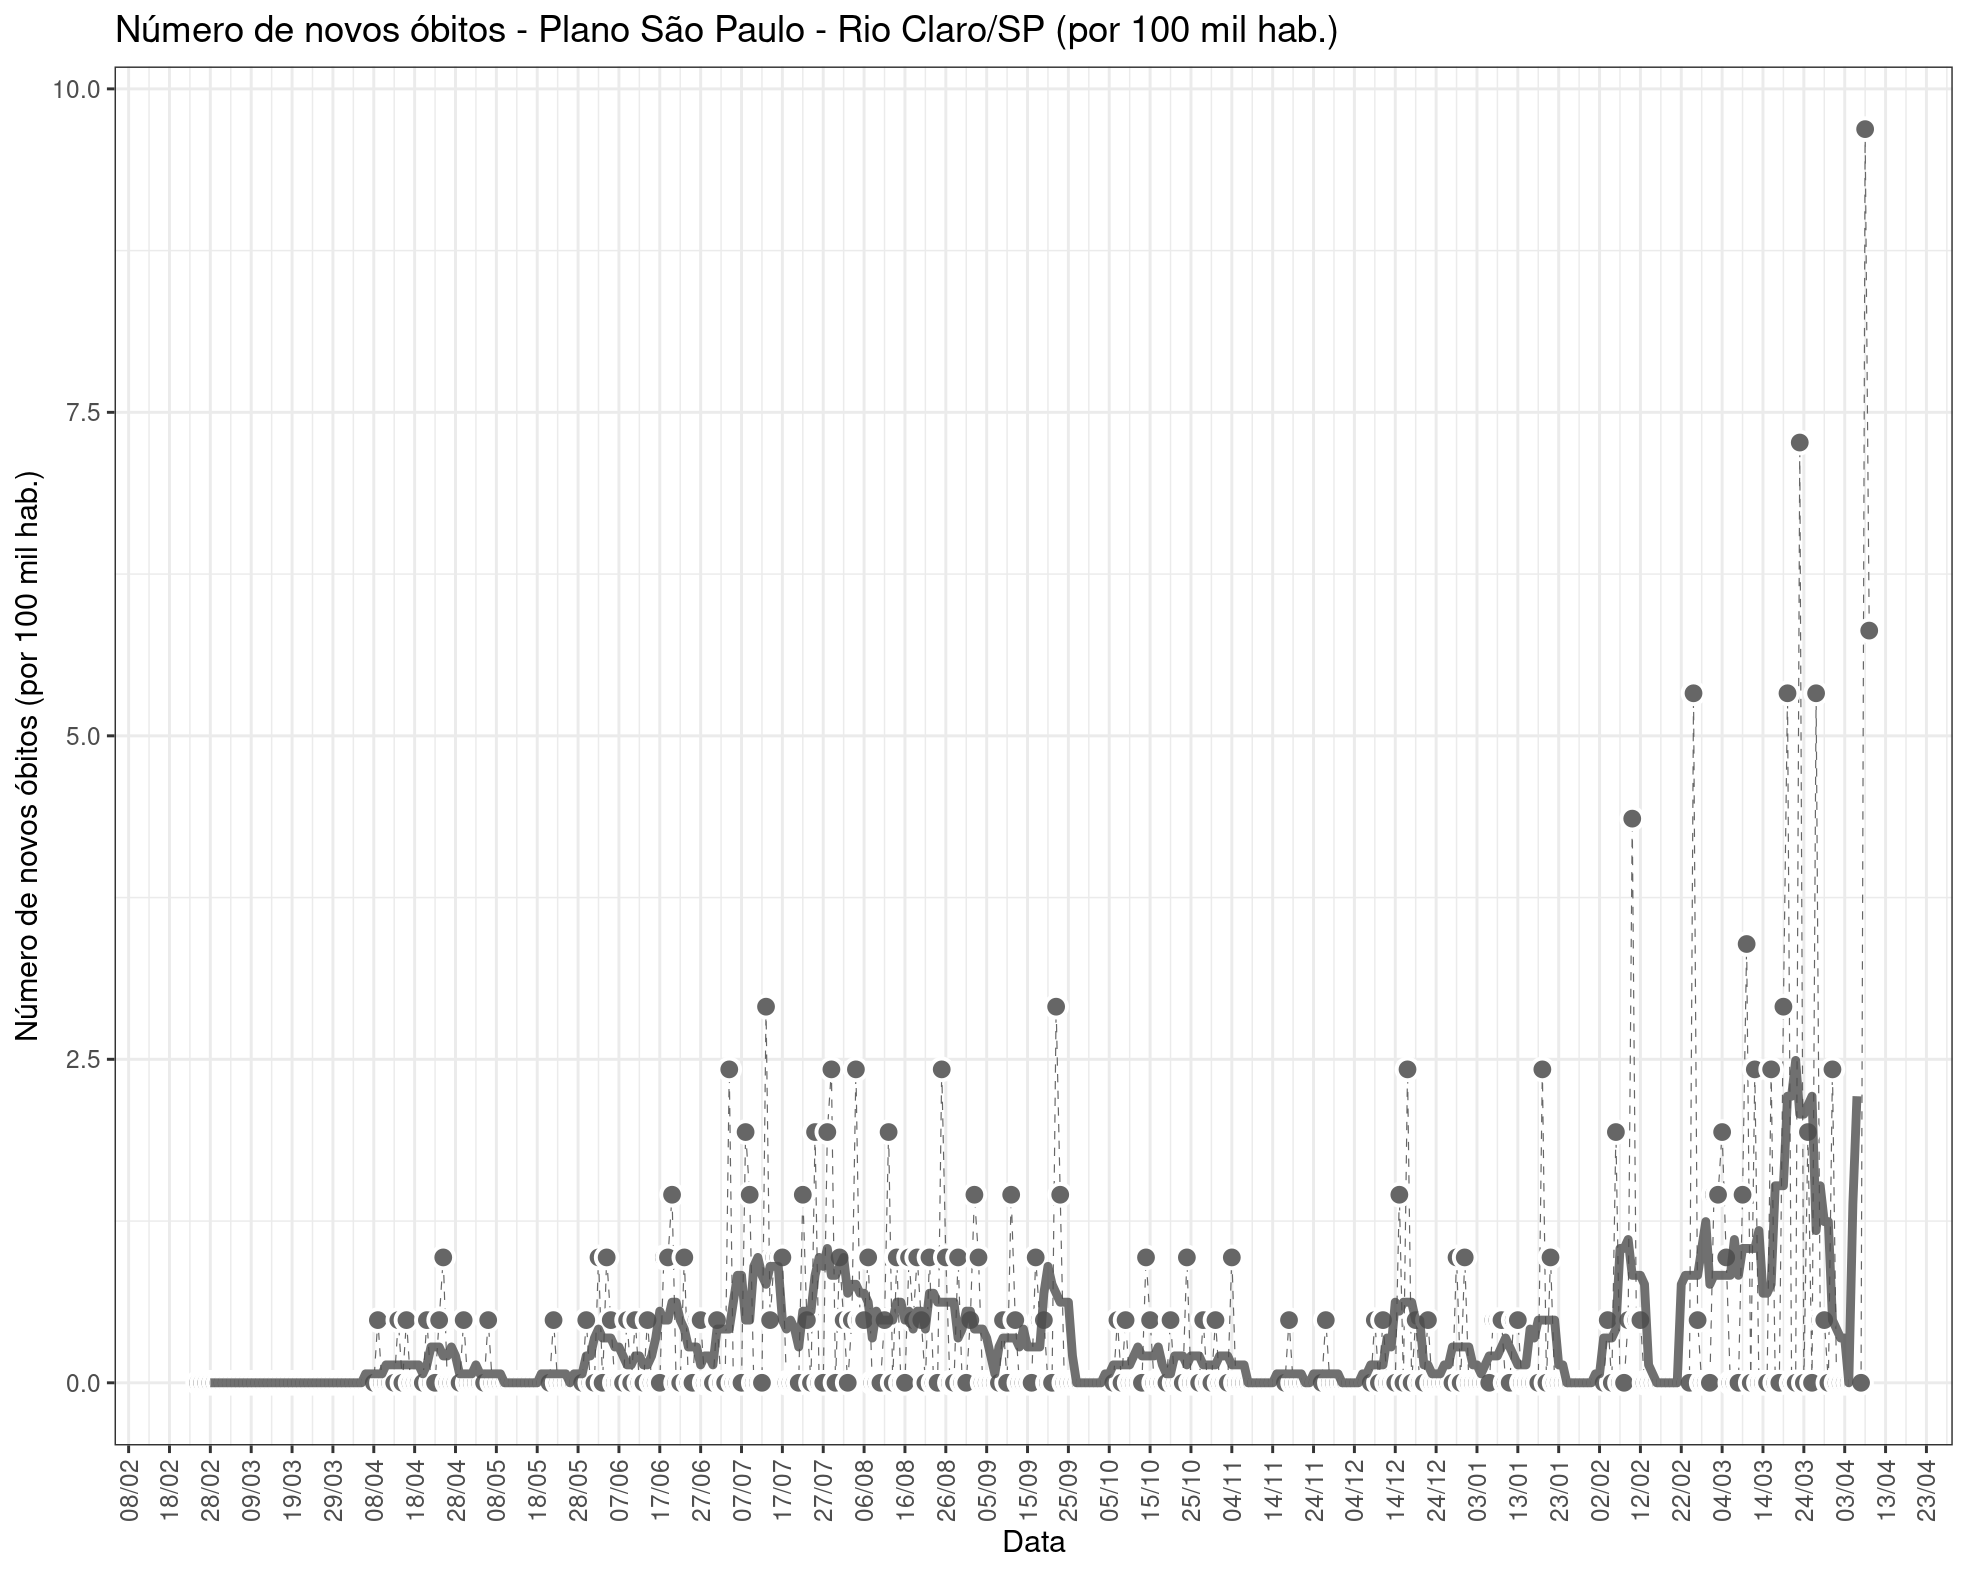 Número de novos óbitos - Plano São Paulo - Rio Claro/SP (por 100 mil hab.)
Número de novos óbitos (por 100 mil hab.)
10.0
7.5
5.0
2.5
0.0
08/02 18/02 28/02 09/03 19/03 29/03 08/04 18/04 28/04 08/05 18/05 28/05 07/06 17/06 27/06 07/07 17/07 27/07 06/08 16/08 26/08 05/09 15/09 25/09 05/10 15/10 25/10 04/11 14/11 24/11 04/12 14/12 24/12 03/01 13/01 23/01 02/02 12/02 22/02 04/03 14/03 24/03 03/04 13/04 23/04
Data